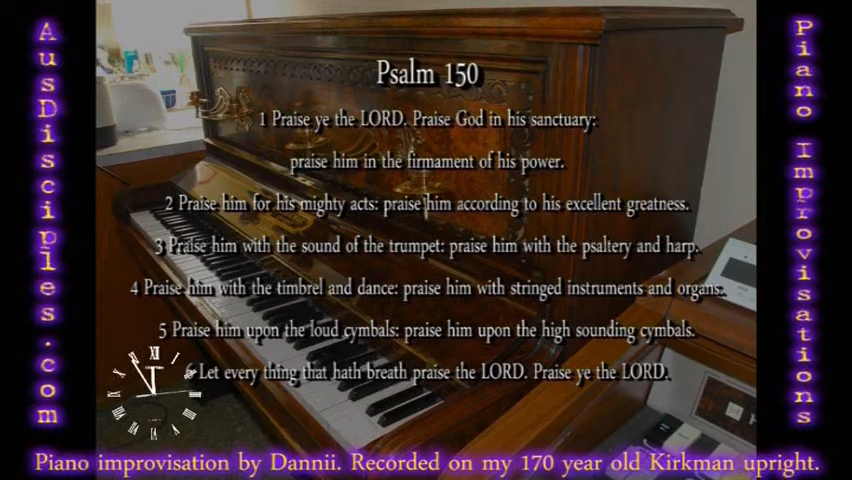 Psalm 150
1 Praise ye the LORD. Praise God in his sanctuary:
praise him in the firmament of his power.
2 Praise him for his mighty acts: praise him according to his excellent greatness.
3 Praise him with the sound of the trumpet: praise him with the psaltery and harp.
4 Praise him with the timbrel and dance: praise him with stringed instruments and organs.
5 Praise him upon the loud cymbals: praise him upon the high sounding cymbals.
Let every thing that hath breath praise the LORD. Praise ye the LORD.
AusDisciples.com
Piano Improvisations
Piano improvisation by Dannii. Recorded on my 170 year old Kirkman upright.